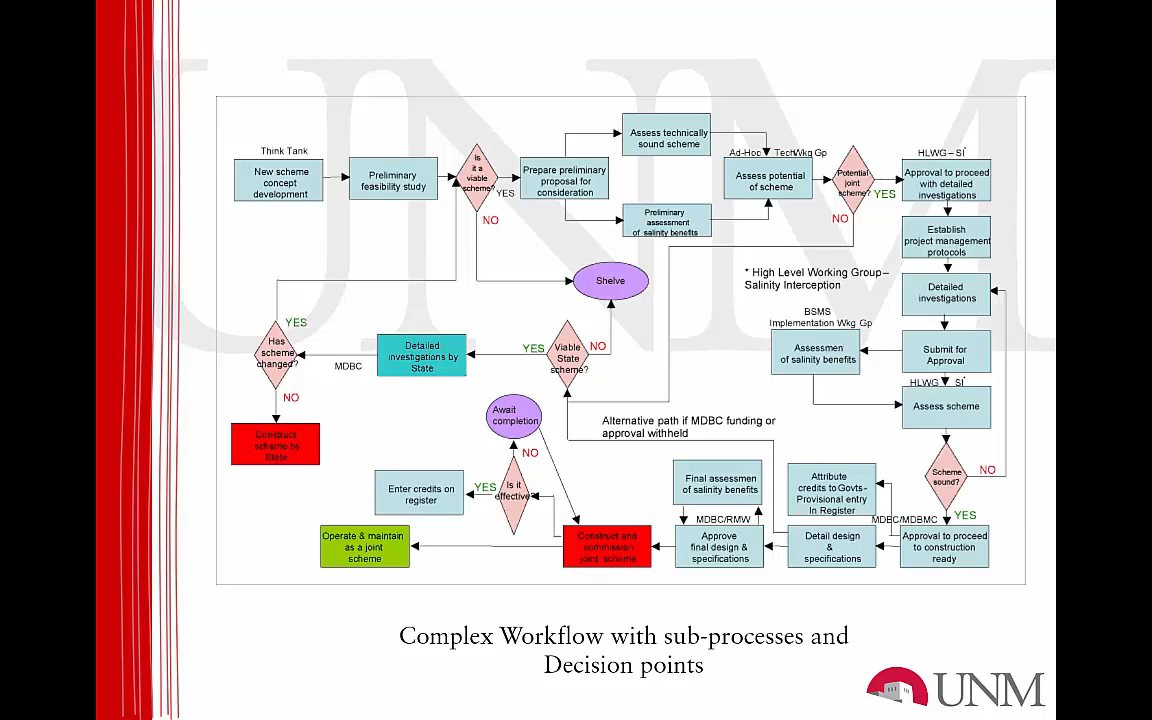 Think Tank
New scheme
concept
development
Preliminary
feasibility study
Is
it a
viable
scheme?
YES
NO
Prepare preliminary
proposal for
consideration
Assess technically
sound scheme
Preliminary
assessment
of salinity benefits
Ad-Hoc TechWkg Gp
Assess potential
of scheme
Potential
joint
scheme?
YES
NO
HLWG – SI*
Approval to proceed
with detailed
investigations
Establish
project management
protocols
Detailed
investigations
Submit for
Approval
HLWG SI*
Assess scheme
* High Level Working Group–
Salinity Interception
BSMS
Implementation Wkg Gp
Assessmen
of salinity benefits
Shelve
YES
Has
scheme
changed?
NO
MDBC
Detailed
investigations by
State
YES
Viable
State
scheme?
NO
Construct
scheme by
State
Await
completion
NO
Alternative path if MDBC funding or
approval withheld
Scheme
sound?
NO
YES
Enter credits on
register
YES
Is it
effective?
Final assessmen
of salinity benefits
Attribute
credits to Govts-
Provisional entry
In Register
MDBC/RMW
MDBC/MDBMC
Operate & maintain
as a joint
scheme
Construct and
commission
joint scheme
Approve
final design &
specifications
Detail design
&
specifications
Approval to proceed
to construction
ready
Complex Workflow with sub-processes and
Decision points
UNM
UNM